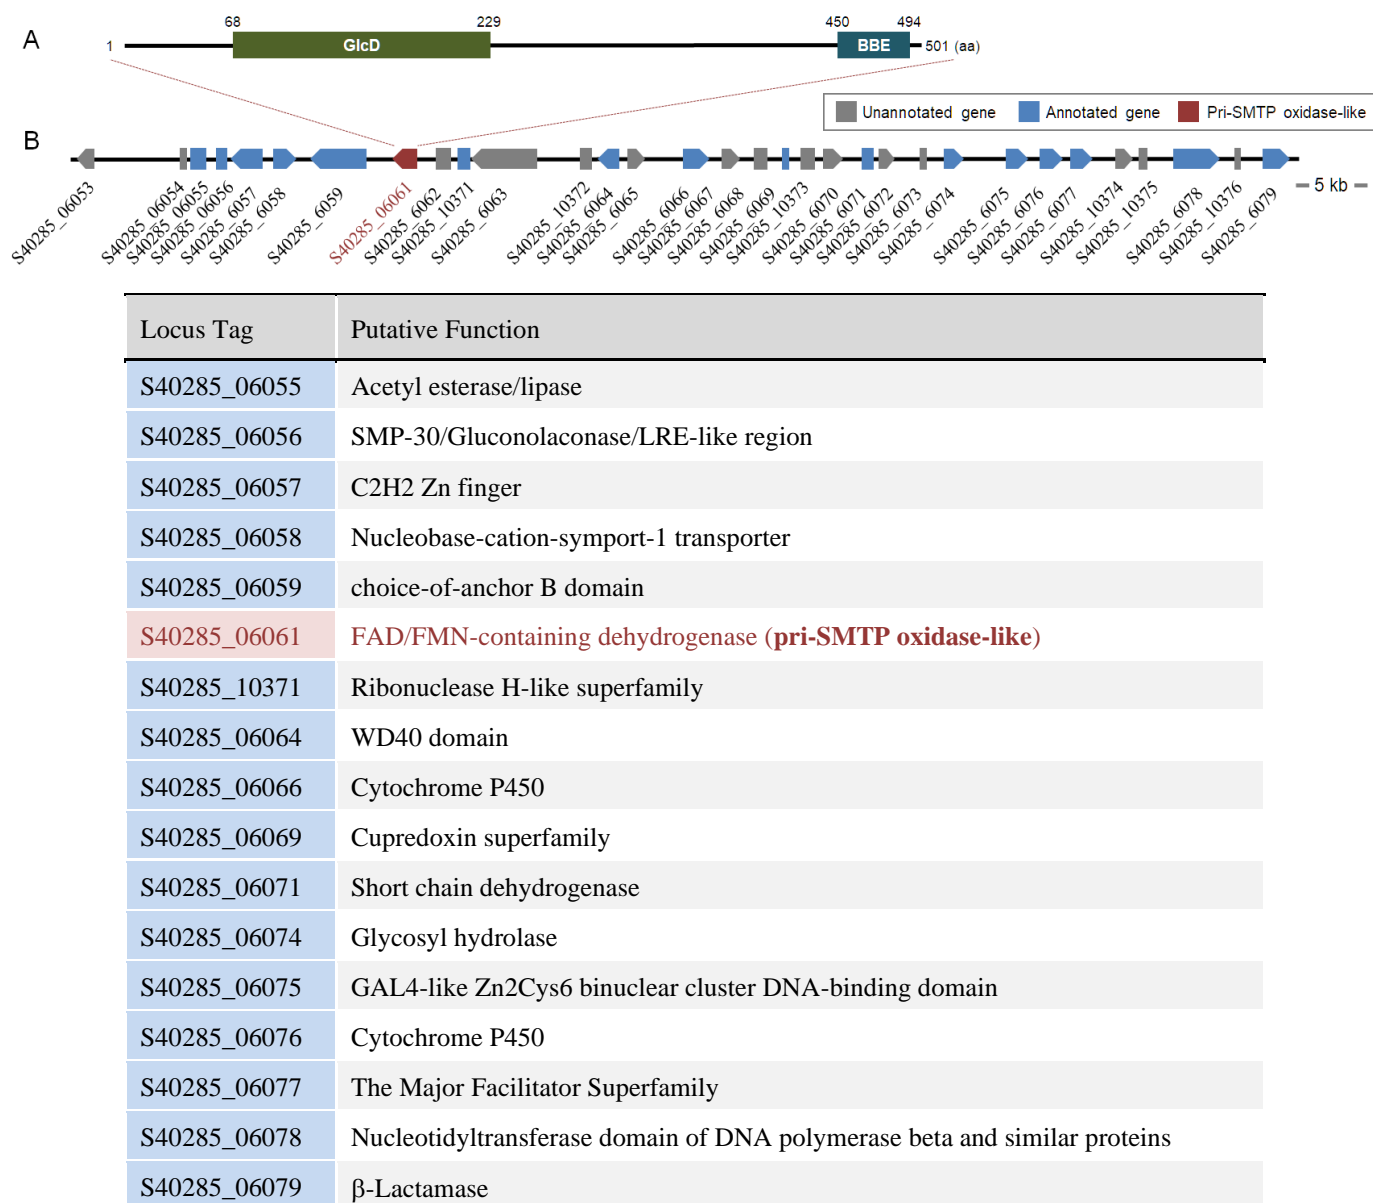 68 229 450 494
A 1 GlcD BBE 501 (aa)
Unannotated gene Annotated gene Pri-SMTP oxidase-like
B
5 kb
S40285_06053
S40285_06054
S40285_06055
S40285_06056
S40285_6057
S40285_6058
S40285_6059
S40285_06061
S40285_6062
S40285_10371
S40285_6063
S40285_10372
S40285_6064
S40285_6065
S40285_6066
S40285_6067
S40285_6068
S40285_6069
S40285_10373
S40285_6070
S40285_6071
S40285_6072
S40285_6073
S40285_6074
S40285_6075
S40285_6076
S40285_6077
S40285_10374
S40285_10375
S40285_6078
S40285_10376
S40285_6079
Locus Tag Putative Function
S40285_06055 Acetyl esterase/lipase
S40285_06056 SMP-30/Gluconolaconase/LRE-like region
S40285_06057 C2H2 Zn finger
S40285_06058 Nucleobase-cation-symport-1 transporter
S40285_06059 choice-of-anchor B domain
S40285_06061 FAD/FMN-containing dehydrogenase (pri-SMTP oxidase-like)
S40285_10371 Ribonuclease H-like superfamily
S40285_06064 WD40 domain
S40285_06066 Cytochrome P450
S40285_06069 Cupredoxin superfamily
S40285_06071 Short chain dehydrogenase
S40285_06074 Glycosyl hydrolase
S40285_06075 GAL4-like Zn2Cys6 binuclear cluster DNA-binding domain
S40285_06076 Cytochrome P450
S40285_06077 The Major Facilitator Superfamily
S40285_06078 Nucleotidyltransferase domain of DNA polymerase beta and similar proteins
S40285_06079 β-Lactamase